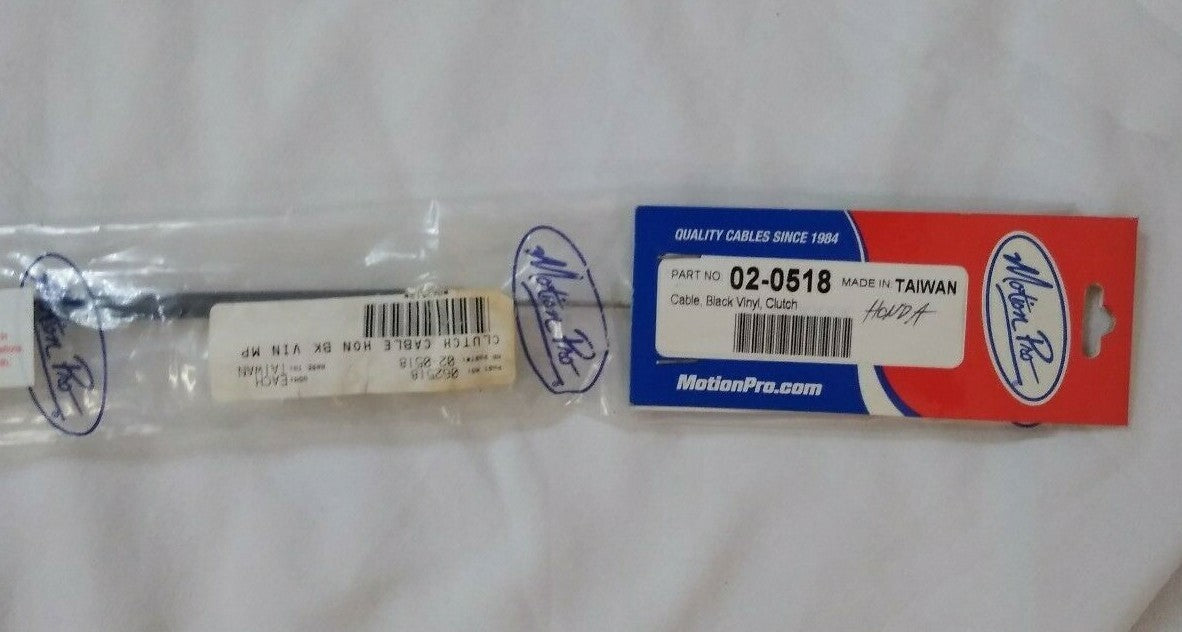 QUALITY CABLES SINCE 1984
PART NO. 02-0518 MADE IN: TAIWAN
Cable, Black Vinyl, Clutch
HONDA
MotionPro.com
Motion Pro
Motion Pro
Motion Pro
CLUTCH CABLE HON BK VIN MP
02 0518
062518
EACH
TAIWAN